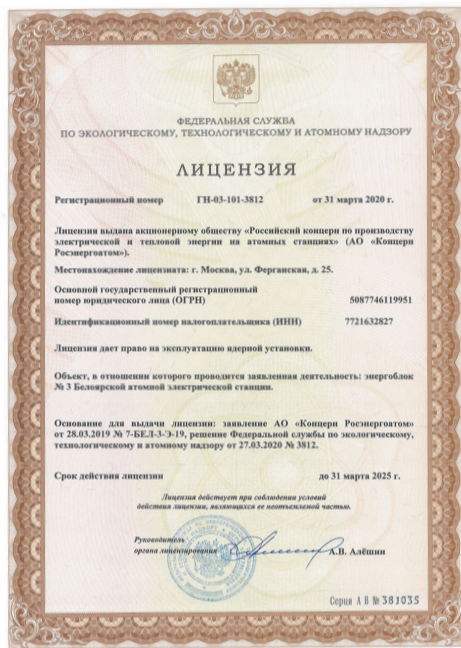 ФЕДЕРАЛЬНАЯ СЛУЖБА
ПО ЭКОЛОГИЧЕСКОМУ, ТЕХНОЛОГИЧЕСКОМУ И АТОМНОМУ НАДЗОРУ
ЛИЦЕНЗИЯ
Регистрационный номер ГН-03-101-3812 от 31 марта 2020 г.
Лицензия выдана акционерному обществу «Российский концерн по производству
электрической и тепловой энергии на атомных станциях» (АО «Концерн
Росэнергоатом»).
Местонахождение лицензиата: г. Москва, ул. Ферганская, д. 25.
Основной государственный регистрационный
номер юридического лица (ОГРН) 5087746119951
Идентификационный номер налогоплательщика (ИНН) 7721632827
Лицензия дает право на эксплуатацию ядерной установки.
Объект, в отношении которого проводится заявленная деятельность: энергоблок
№ 3 Белоярской атомной электрической станции.
Основание для выдачи лицензии: заявление АО «Концерн Росэнергоатом»
от 28.03.2019 № 7-БЕЛ-3-Э-19, решение Федеральной службы по экологическому,
технологическому и атомному надзору от 27.03.2020 № 3812.
Срок действия лицензии до 31 марта 2025 г.
Лицензия действует при соблюдении условий
действия лицензии, являющихся ее неотъемлемой частью.
Руководитель
органа лицензирования А.В. Алёшин
Серия А В № 381035